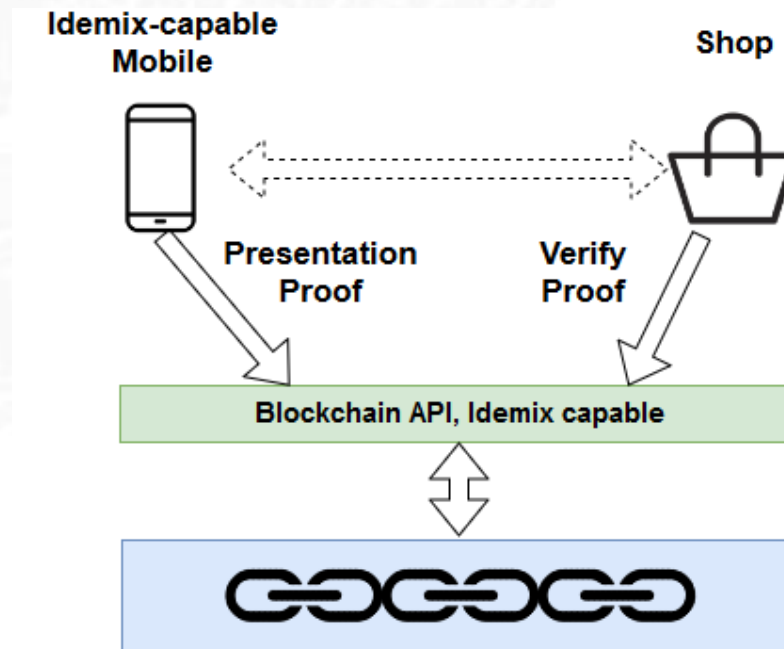 Idemix-capable
Mobile
Shop
Presentation
Proof
Verify
Proof
Blockchain API, Idemix capable